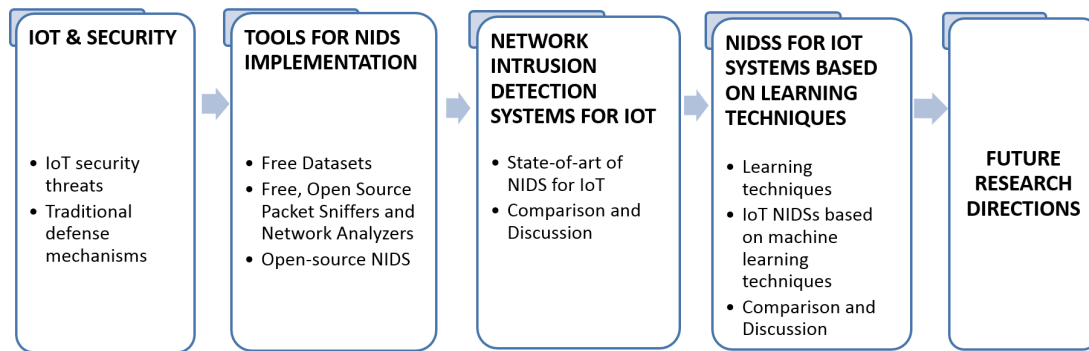 IOT & SECURITY
• IoT security
threats
• Traditional
defense
mechanisms
TOOLS FOR NIDS
IMPLEMENTATION
• Free Datasets
• Free, Open Source
Packet Sniffers and
Network Analyzers
• Open-source NIDS
NETWORK
INTRUSION
DETECTION
SYSTEMS FOR IOT
• State-of-art of
NIDS for IoT
• Comparison and
Discussion
NIDSS FOR IOT
SYSTEMS BASED
ON LEARNING
TECHNIQUES
• Learning
techniques
• IoT NIDSs based
on machine
learning
techniques
• Comparison and
Discussion
FUTURE
RESEARCH
DIRECTIONS